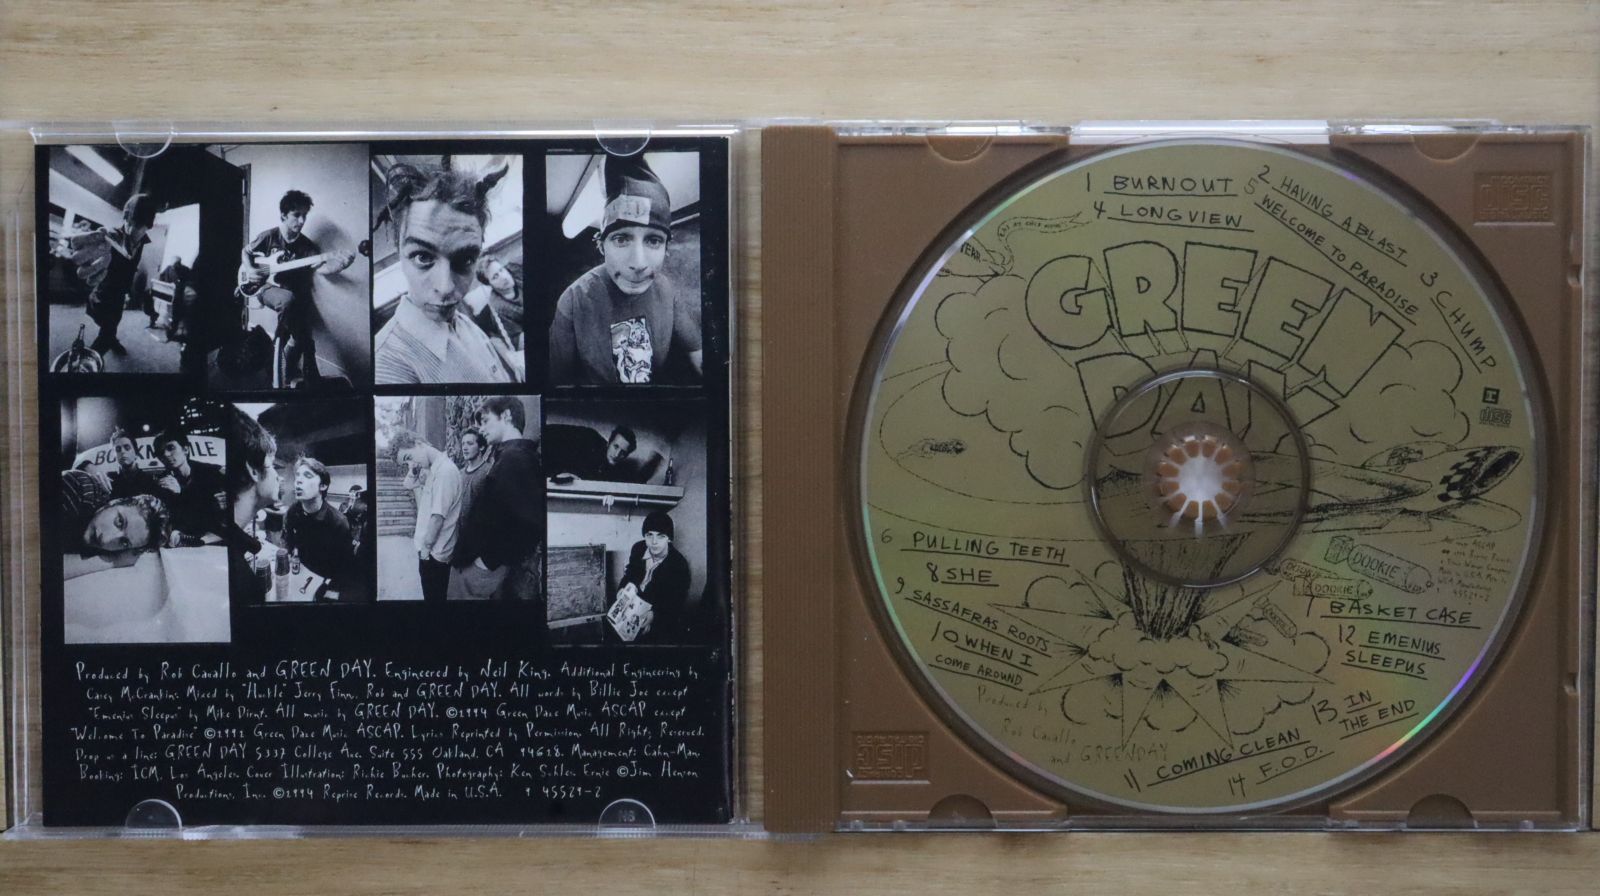 BOOKMOBILE
Produced by Rob Cavallo and GREEN DAY. Engineered by Neil King. Additional Engineering by
Casey McCrankin. Mixed by "Huckle" Jerry Finn, Rob and GREEN DAY. All words by Billie Joe except
"Emenius Sleepus" by Mike Dirnt. All music by GREEN DAY. ©1994 Green Daze Music ASCAP except
"Welcome To Paradise" ©1992 Green Daze Music ASCAP. Lyrics Reprinted by Permission. All Rights Reserved.
Drop us a line: GREEN DAY 5337 College Ave. Suite 555 Oakland, CA 94618. Management: Cahn-Man.
Booking: ICM, Los Angeles. Cover Illustration: Richie Bucher. Photography: Ken Schles. Ernie ©Jim Henson
Productions, Inc. ©1994 Reprise Records. Made in U.S.A. 9 45529-2
1 BURNOUT
2 HAVING A BLAST
3 CHUMP
4 LONGVIEW
5 WELCOME TO PARADISE
GREEN
DAY
6 PULLING TEETH
7 BASKET CASE
8 SHE
9 SASSAFRAS ROOTS
10 WHEN I
COME AROUND
11 COMING CLEAN
12 EMENIUS
SLEEPUS
13 IN
THE END
14 F.O.D.
DOOKIE
DOOKIE
Produced by
Rob Cavallo
and GREENDAY
ASCAP
45529-2